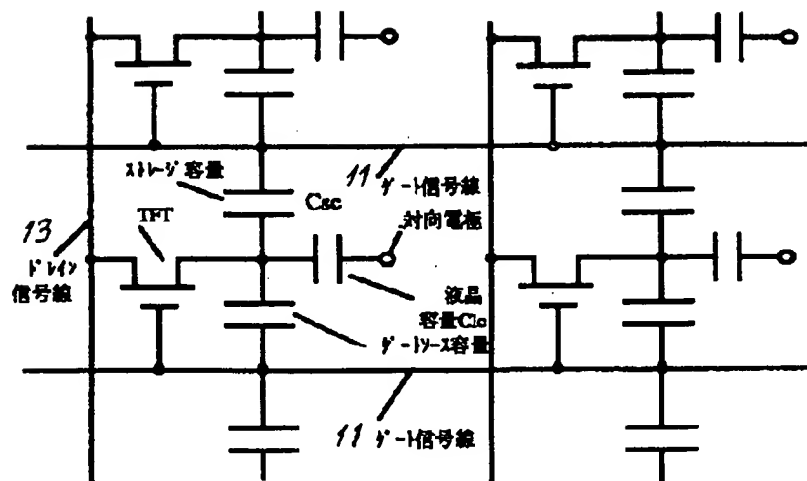 ストレージ容量
11 ゲート信号線
Csc
13
TFT
対向電極
ドレイン
信号線
液晶
容量Clc
ゲートソース容量
11 ゲート信号線